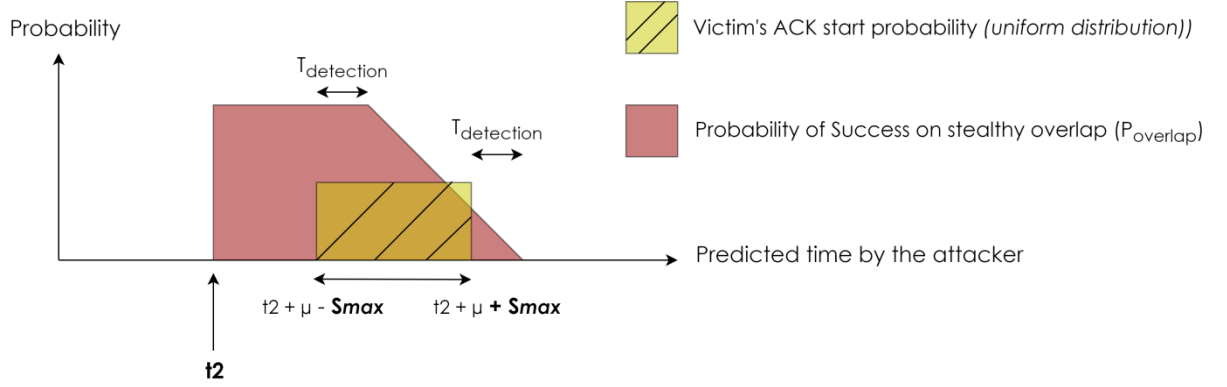 Probability
Victim's ACK start probability (uniform distribution))
T detection
Probability of Success on stealthy overlap (P overlap)
T detection
Predicted time by the attacker
t2 + μ - Smax
t2 + μ + Smax
t2